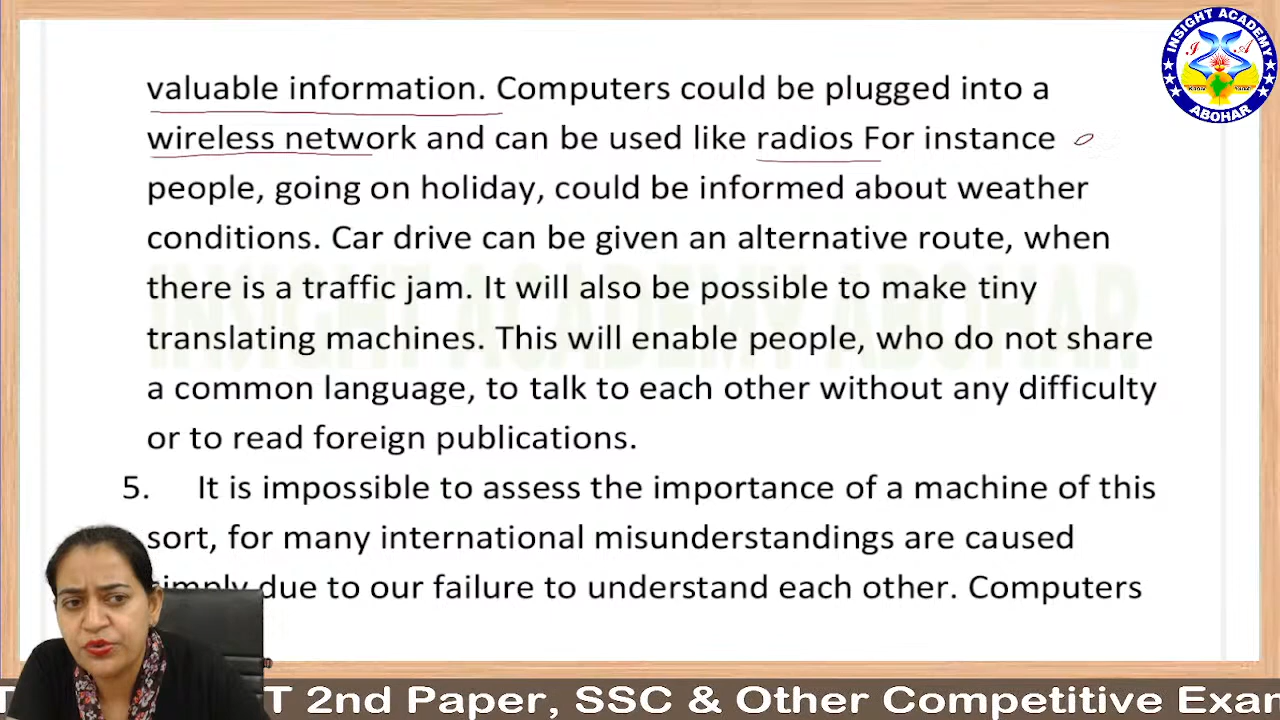 INSIGHT ACADEMY
I A
ABOHAR
valuable information. Computers could be plugged into a
wireless network and can be used like radios For instance
people, going on holiday, could be informed about weather
conditions. Car drive can be given an alternative route, when
there is a traffic jam. It will also be possible to make tiny
translating machines. This will enable people, who do not share
a common language, to talk to each other without any difficulty
or to read foreign publications.
INSIGHT ACADEMY ABOHAR
5. It is impossible to assess the importance of a machine of this
sort, for many international misunderstandings are caused
simply due to our failure to understand each other. Computers
T 2nd Paper, SSC & Other Competitive Exam